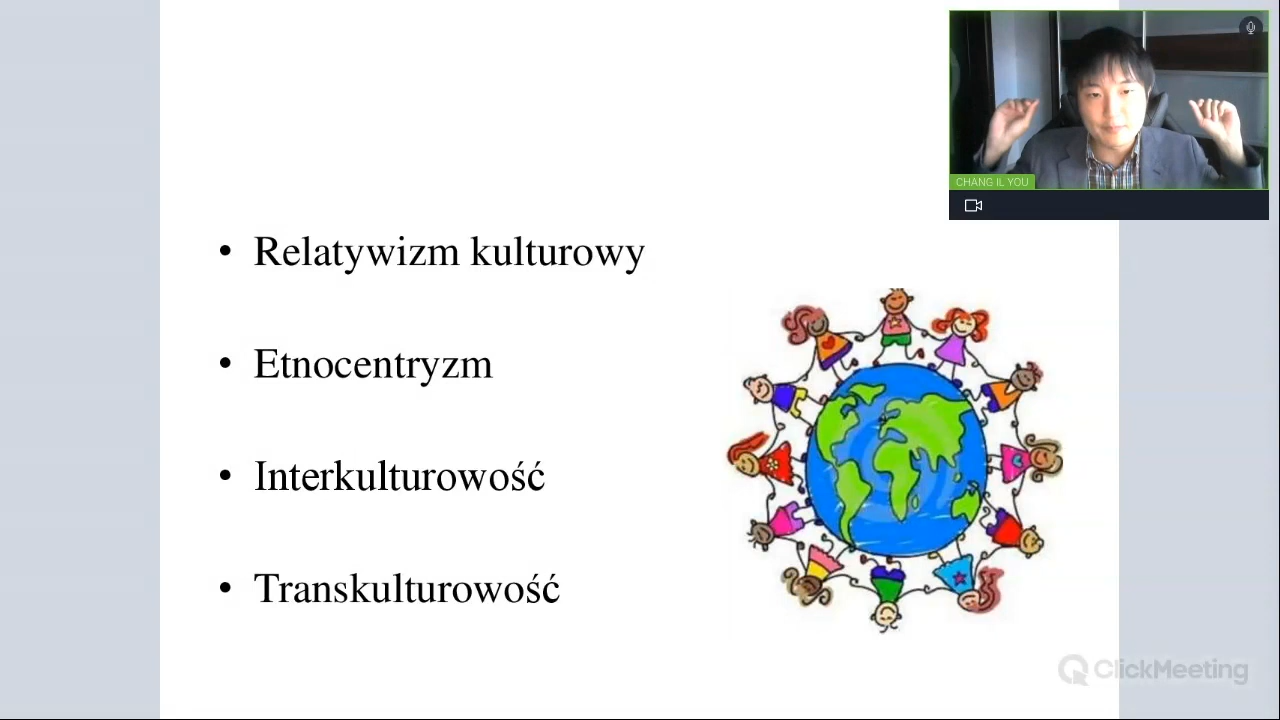 CHANG IL YOU
• Relatywizm kulturowy
• Etnocentryzm
• Interkulturowość
• Transkulturowość
ClickMeeting